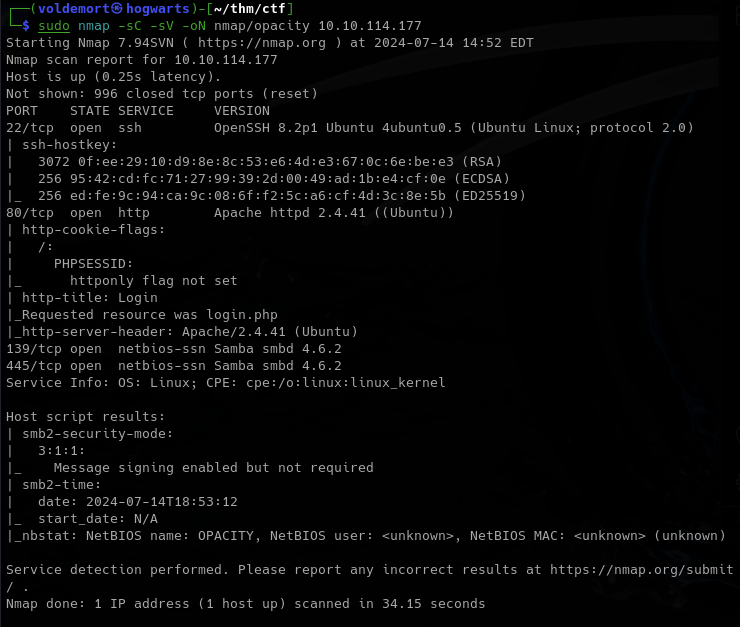 ┌──(voldemort㉿hogwarts)-[~/thm/ctf]
└─$ sudo nmap -sC -sV -oN nmap/opacity 10.10.114.177
Starting Nmap 7.94SVN ( https://nmap.org ) at 2024-07-14 14:52 EDT
Nmap scan report for 10.10.114.177
Host is up (0.25s latency).
Not shown: 996 closed tcp ports (reset)
PORT    STATE SERVICE     VERSION
22/tcp  open  ssh         OpenSSH 8.2p1 Ubuntu 4ubuntu0.5 (Ubuntu Linux; protocol 2.0)
| ssh-hostkey:
|   3072 0f:ee:29:10:d9:8e:8c:53:e6:4d:e3:67:0c:6e:be:e3 (RSA)
|   256 95:42:cd:fc:71:27:99:39:2d:00:49:ad:1b:e4:cf:0e (ECDSA)
|_  256 ed:fe:9c:94:ca:9c:08:6f:f2:5c:a6:cf:4d:3c:8e:5b (ED25519)
80/tcp  open  http        Apache httpd 2.4.41 ((Ubuntu))
| http-cookie-flags:
|   /:
|     PHPSESSID:
|_      httponly flag not set
| http-title: Login
|_Requested resource was login.php
|_http-server-header: Apache/2.4.41 (Ubuntu)
139/tcp open  netbios-ssn Samba smbd 4.6.2
445/tcp open  netbios-ssn Samba smbd 4.6.2
Service Info: OS: Linux; CPE: cpe:/o:linux:linux_kernel

Host script results:
| smb2-security-mode:
|   3:1:1:
|_    Message signing enabled but not required
| smb2-time:
|   date: 2024-07-14T18:53:12
|_  start_date: N/A
|_nbstat: NetBIOS name: OPACITY, NetBIOS user: <unknown>, NetBIOS MAC: <unknown> (unknown)

Service detection performed. Please report any incorrect results at https://nmap.org/submit
/ .
Nmap done: 1 IP address (1 host up) scanned in 34.15 seconds